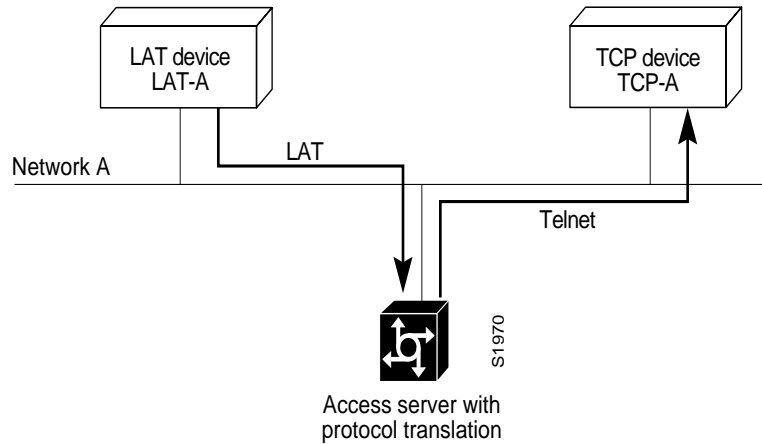 LAT device
LAT-A
TCP device
TCP-A
Network A
LAT
Telnet
S1970
Access server with
protocol translation